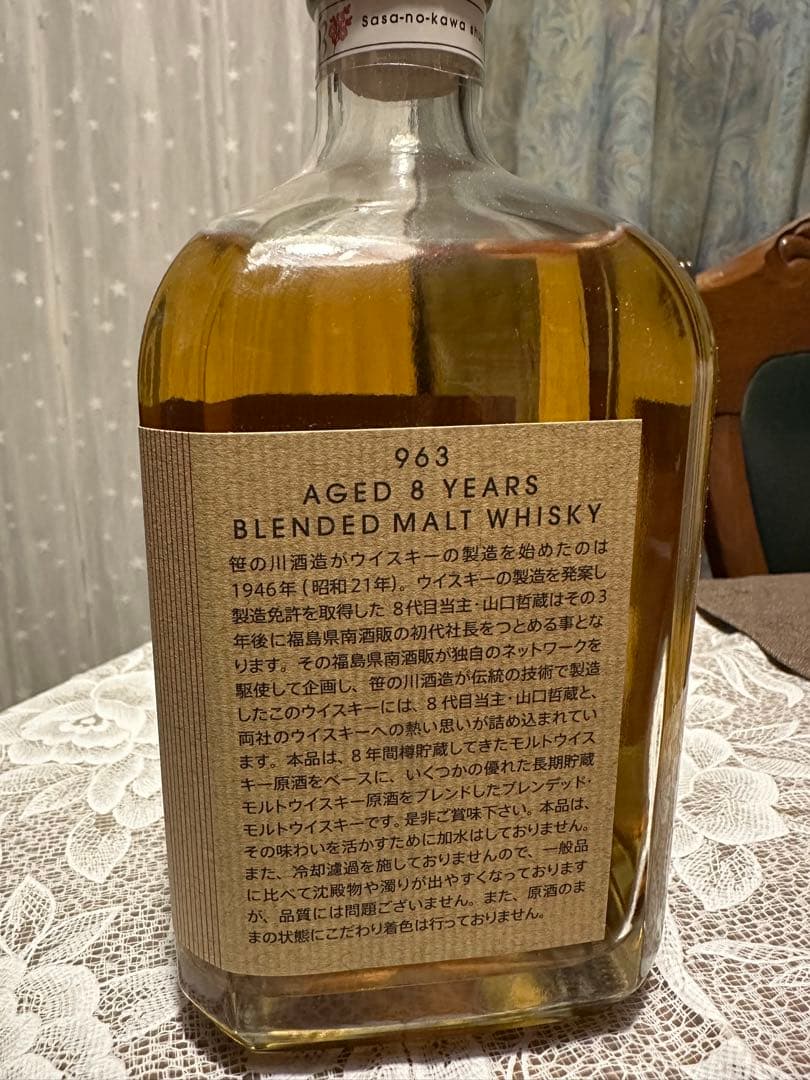 Sasa-no-kawa
963
AGED 8 YEARS
BLENDED MALT WHISKY
笹の川酒造がウイスキーの製造を始めたのは
1946年(昭和21年)。ウイスキーの製造を発案し
製造免許を取得した 8代目当主・山口哲蔵はその3
年後に福島県南酒販の初代社長をつとめる事とな
ります。その福島県南酒販が独自のネットワークを
駆使して企画し、笹の川酒造が伝統の技術で製造
したこのウイスキーには、8代目当主・山口哲蔵と、
両社のウイスキーへの熱い思いが詰め込まれてい
ます。本品は、8年間樽貯蔵してきたモルトウイス
キー原酒をベースに、いくつかの優れた長期貯蔵
モルトウイスキー原酒をブレンドしたブレンデッド・
モルトウイスキーです。是非ご賞味下さい。本品は、
その味わいを活かすために加水はしておりません。
また、冷却濾過を施しておりませんので、一般品
に比べて沈殿物や濁りが出やすくなっております
が、品質には問題ございません。また、原酒のま
まの状態にこだわり着色は行っておりません。